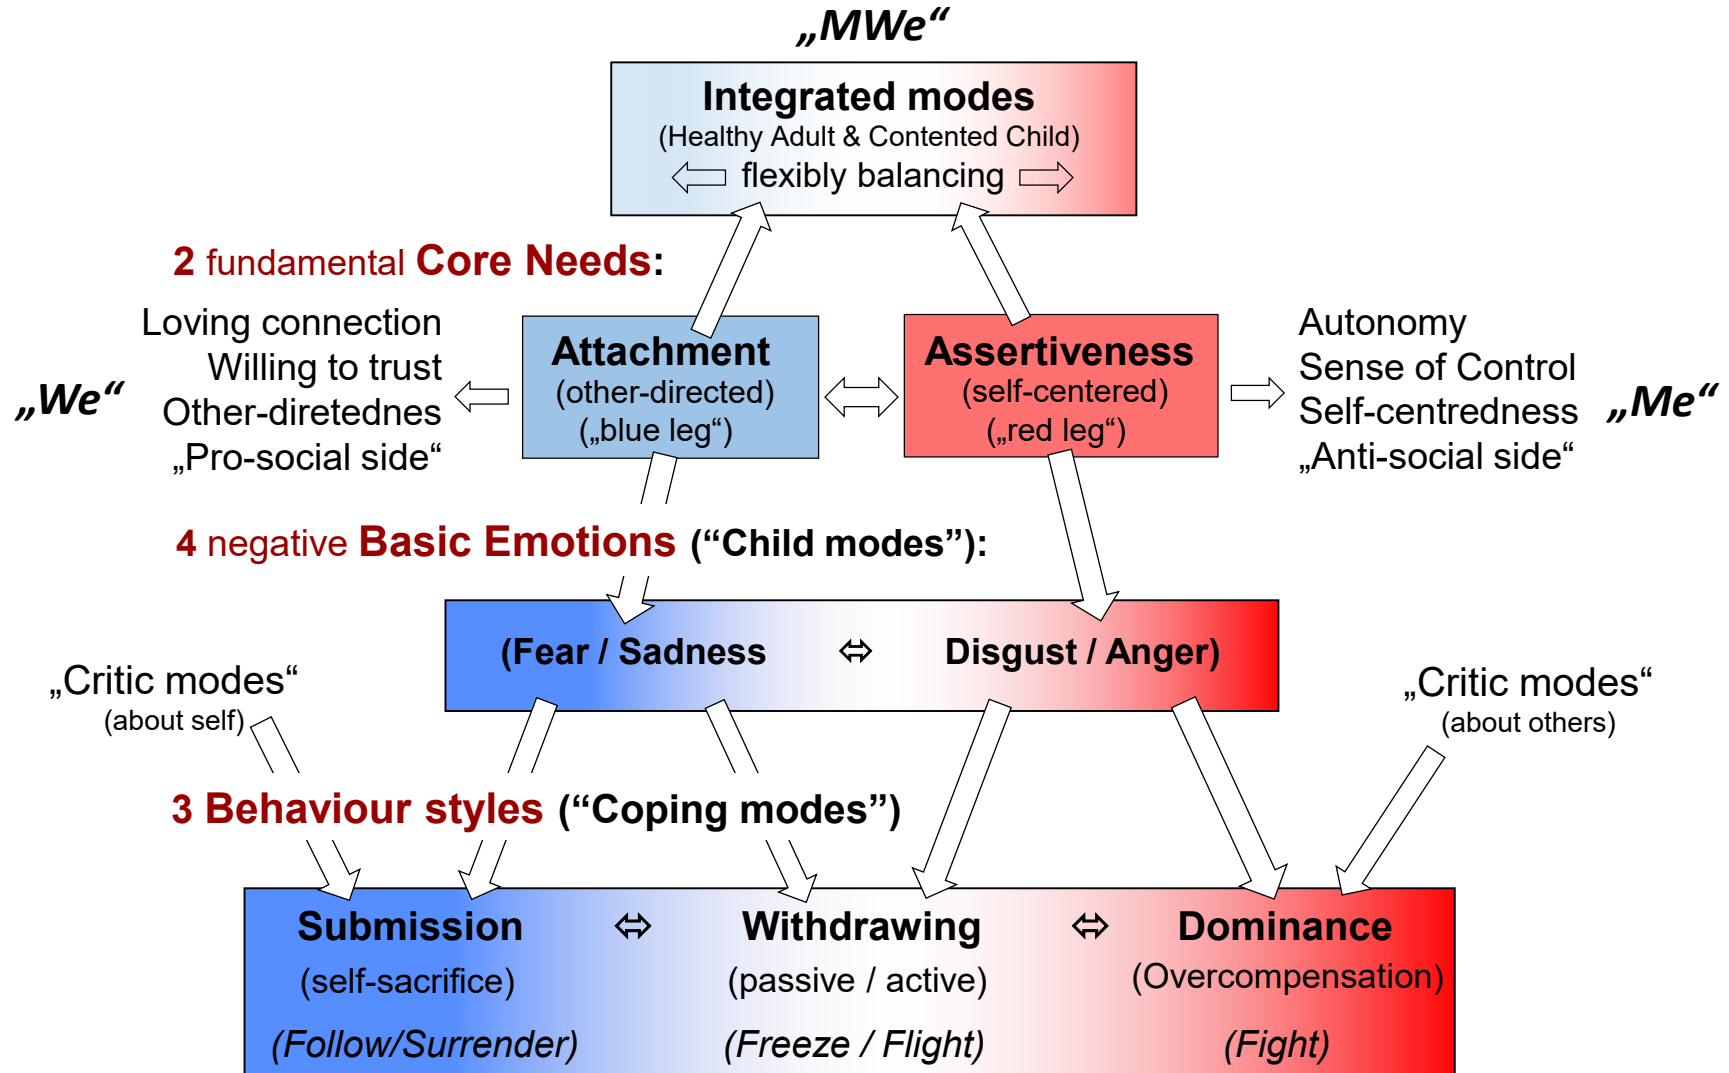 „MWe“
Integrated modes
(Healthy Adult & Contented Child)
flexibly balancing
2 fundamental Core Needs:
Loving connection
Willing to trust
Other-diretednes
„Pro-social side“
„We“
Attachment
(other-directed)
(„blue leg“)
Assertiveness
(self-centered)
(„red leg“)
Autonomy
Sense of Control
Self-centredness
„Anti-social side“
„Me“
4 negative Basic Emotions (“Child modes”):
(Fear / Sadness ⇔ Disgust / Anger)
„Critic modes“
(about self)
„Critic modes“
(about others)
3 Behaviour styles (“Coping modes”)
Submission ⇔ Withdrawing ⇔ Dominance
(self-sacrifice) (passive / active) (Overcompensation)
(Follow/Surrender) (Freeze / Flight) (Fight)